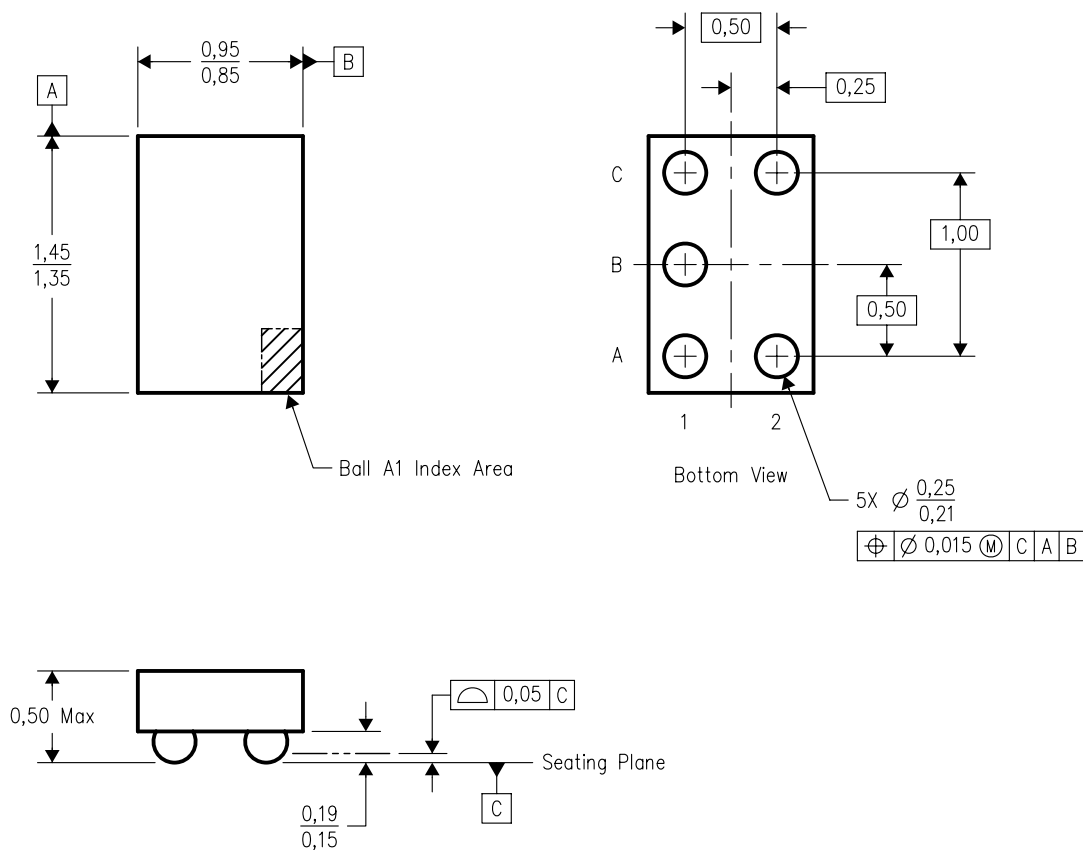 0,95
0,85
B
A
1,45
1,35
Ball A1 Index Area
0,50
0,25
C
B
A
1,00
0,50
1 2
Bottom View
5X Ø 0,25
0,21
⌖ Ø 0,015 Ⓜ C A B
0,50 Max
⌓ 0,05 C
Seating Plane
C
0,19
0,15